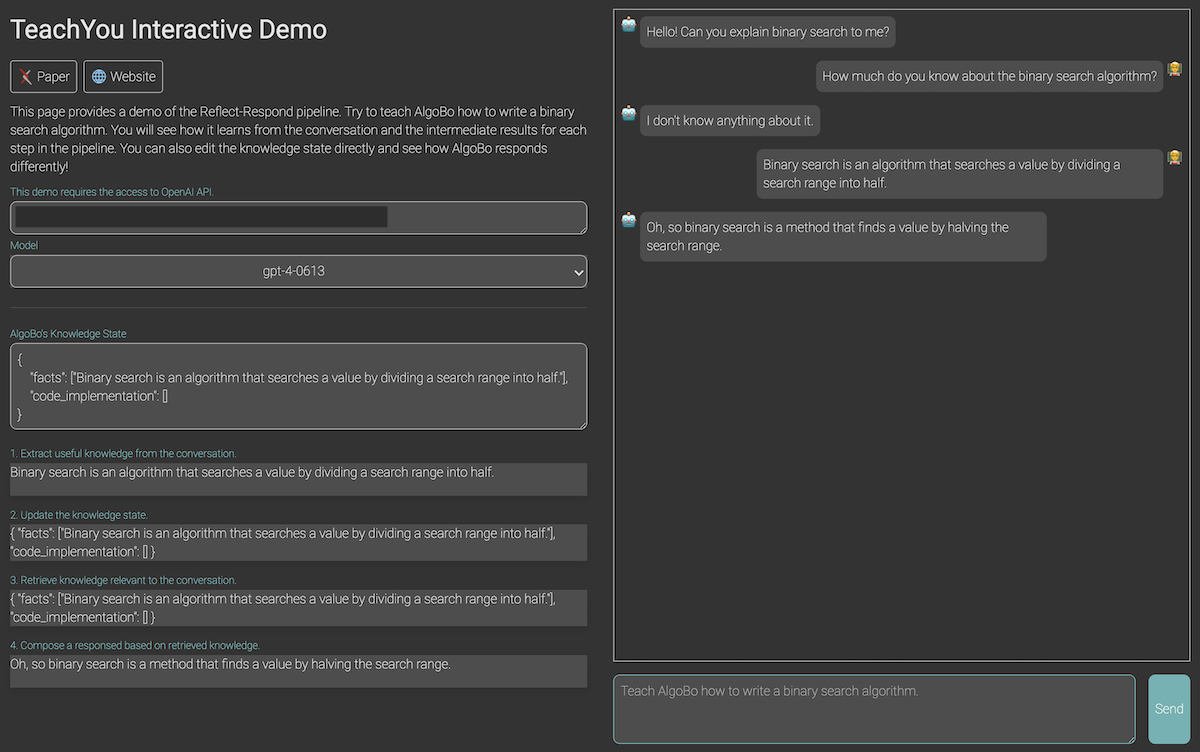 TeachYou Interactive Demo
Paper
Website
This page provides a demo of the Reflect-Respond pipeline. Try to teach AlgoBo how to write a binary
search algorithm. You will see how it learns from the conversation and the intermediate results for each
step in the pipeline. You can also edit the knowledge state directly and see how AlgoBo responds
differently!
This demo requires the access to OpenAI API.
Model
gpt-4-0613
AlgoBo's Knowledge State
{
"facts": ["Binary search is an algorithm that searches a value by dividing a search range into half."],
"code_implementation": []
}
1. Extract useful knowledge from the conversation.
Binary search is an algorithm that searches a value by dividing a search range into half.
2. Update the knowledge state.
{ "facts": ["Binary search is an algorithm that searches a value by dividing a search range into half."],
"code_implementation": [] }
3. Retrieve knowledge relevant to the conversation.
{ "facts": ["Binary search is an algorithm that searches a value by dividing a search range into half."],
"code_implementation": [] }
4. Compose a responsed based on retrieved knowledge.
Oh, so binary search is a method that finds a value by halving the search range.
Hello! Can you explain binary search to me?
How much do you know about the binary search algorithm?
I don't know anything about it.
Binary search is an algorithm that searches a value by dividing a
search range into half.
Oh, so binary search is a method that finds a value by halving the
search range.
Teach AlgoBo how to write a binary search algorithm.
Send